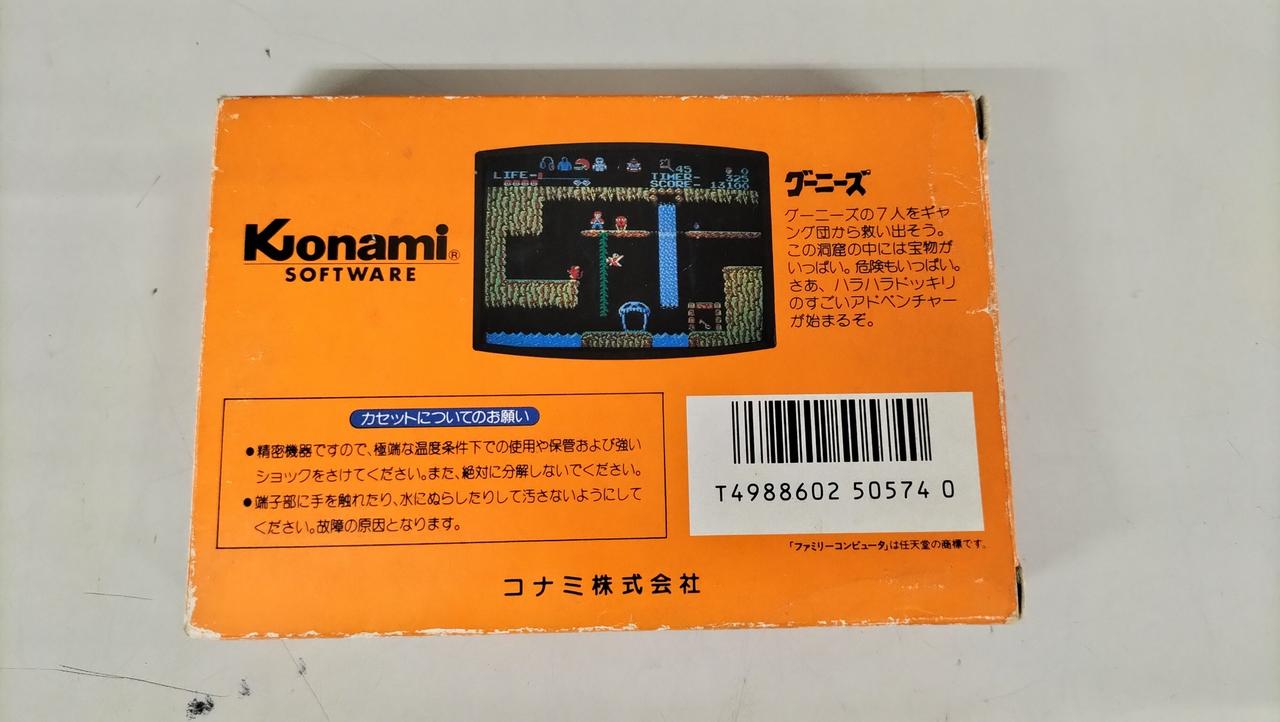 Konami®
SOFTWARE
LIFE-
45
TIMER- 325
SCORE- 13100
グーニーズ
グーニーズの7人をギャ
ング団から救い出そう。
この洞窟の中には宝物が
いっぱい。危険もいっぱい。
さあ、ハラハラドッキリ
のすごいアドベンチャー
が始まるぞ。
カセットについてのお願い
●精密機器ですので、極端な温度条件下での使用や保管および強い
ショックをさけてください。また、絶対に分解しないでください。
●端子部に手を触れたり、水にぬらしたりして汚さないようにして
ください。故障の原因となります。
T4988602 50574 0
「ファミリーコンピュータ」は任天堂の商標です。
コナミ株式会社